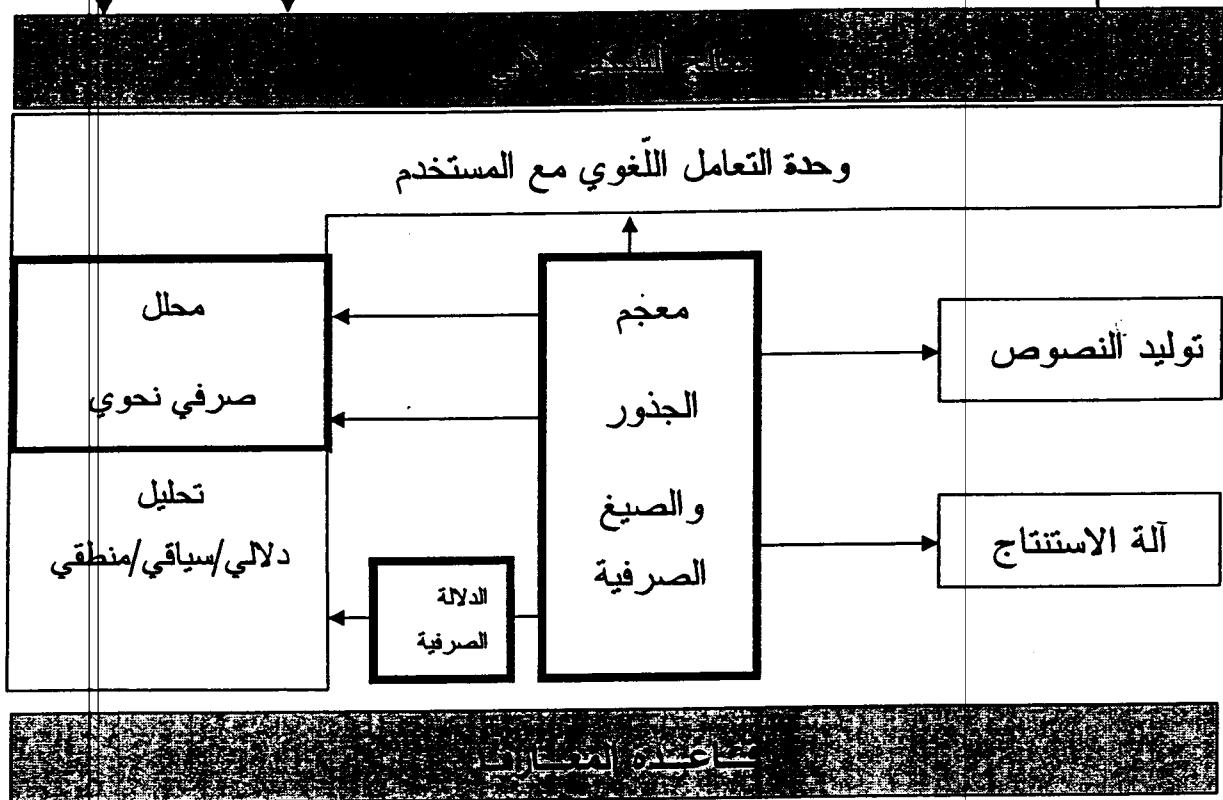 وحدة التعامل اللّغوي مع المستخدم
معجم
الجذور
والصيغ
الصرفية
توليد النصوص
آلة الاستنتاج
محلل
صرفي نحوي
تحليل
دلالي/سياقي/منطقي
الدلالة
الصرفية
المعارف